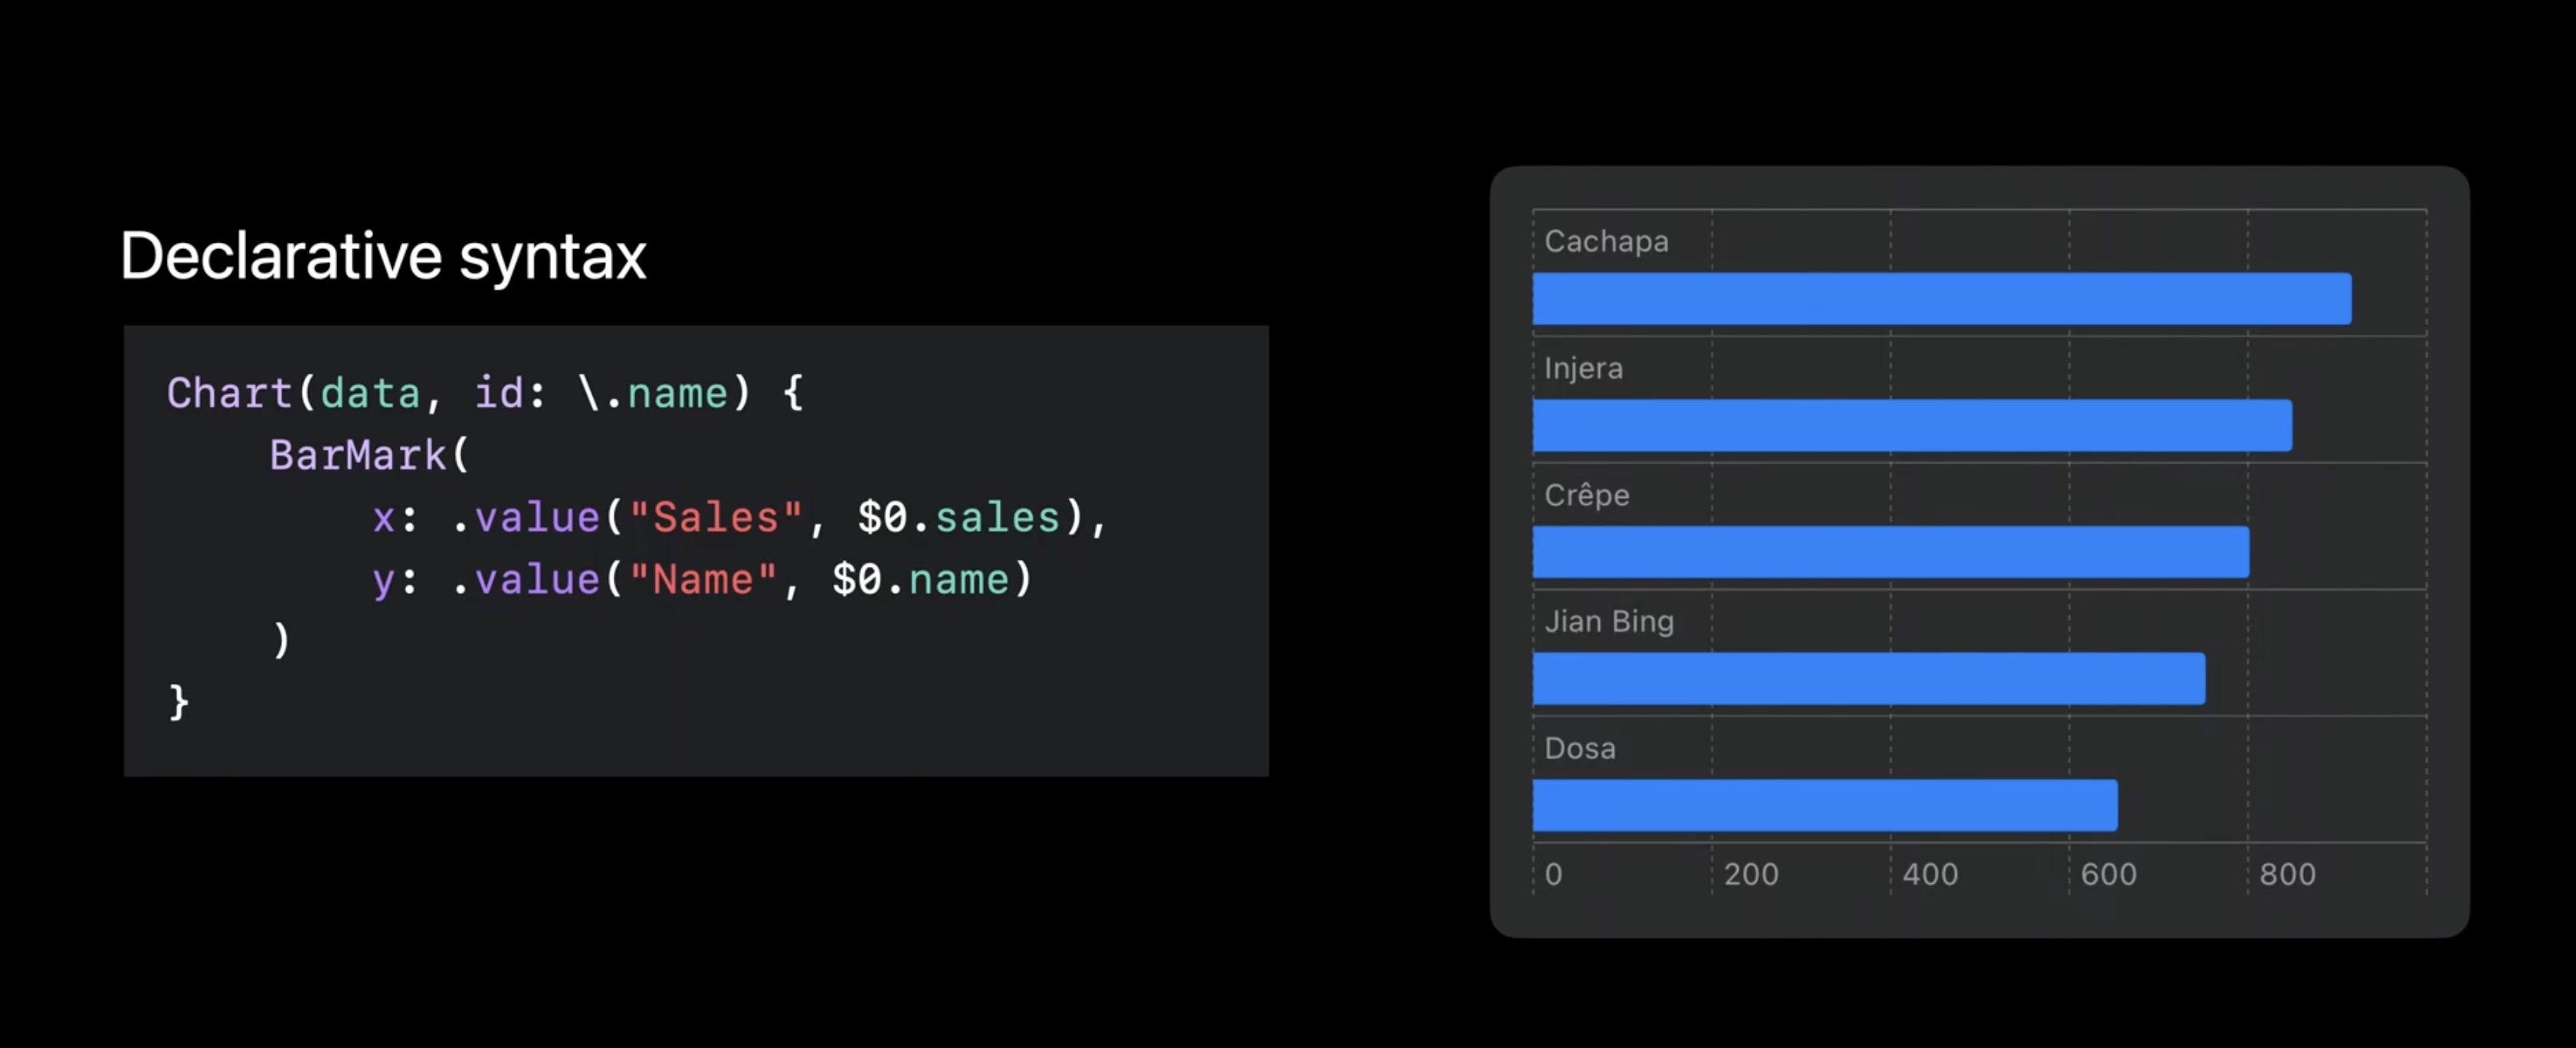 Declarative syntax
Chart(data, id: \.name) {
    BarMark(
        x: .value("Sales", $0.sales),
        y: .value("Name", $0.name)
    )
}
Cachapa
Injera
Crêpe
Jian Bing
Dosa
0 200 400 600 800